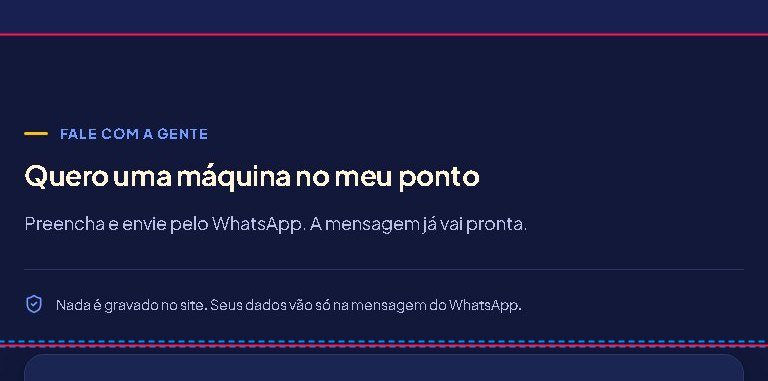 FALE COM A GENTE
Quero uma máquina no meu ponto
Preencha e envie pelo WhatsApp. A mensagem já vai pronta.
Nada é gravado no site. Seus dados vão só na mensagem do WhatsApp.